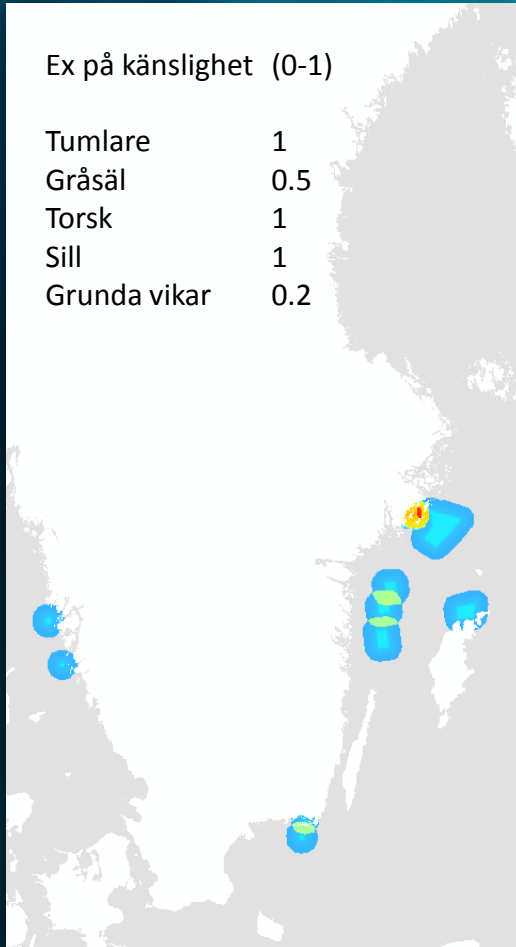 Ex på känslighet (0-1)
Tumlare 1
Gråsäl 0.5
Torsk 1
Sill 1
Grunda vikar 0.2